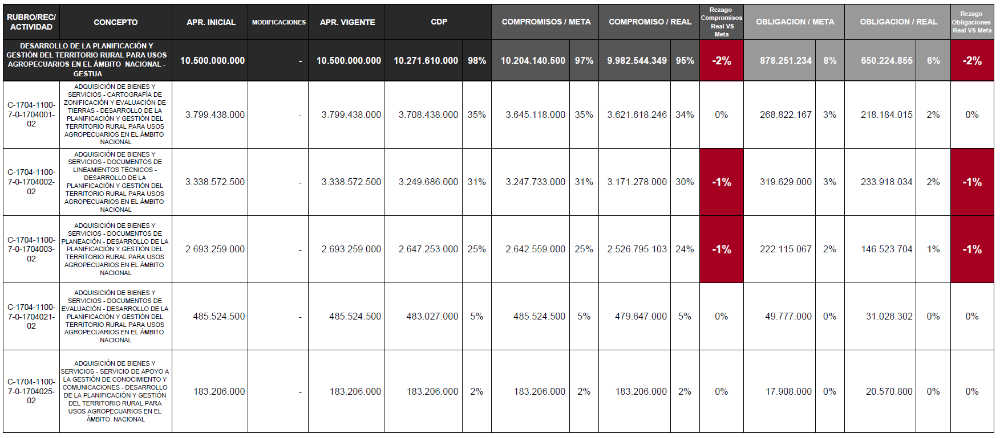 RUBRO/REC/
ACTIVIDAD
CONCEPTO
APR. INICIAL
MODIFICACIONES
APR. VIGENTE
CDP
COMPROMISOS / META
COMPROMISO / REAL
Rezago
Compromisos
Real VS
Meta
OBLIGACION / META
OBLIGACION / REAL
Rezago
Obligaciones
Real VS Meta
DESARROLLO DE LA PLANIFICACIÓN Y
GESTIÓN DEL TERRITORIO RURAL PARA USOS
AGROPECUARIOS EN EL ÁMBITO NACIONAL -
GESTUA
10.500.000.000
-
10.500.000.000
10.271.610.000
98%
10.204.140.500
97%
9.982.544.349
95%
-2%
878.251.234
8%
650.224.855
6%
-2%
C-1704-1100-
7-0-1704001-
02
ADQUISICIÓN DE BIENES Y
SERVICIOS - CARTOGRAFÍA DE
ZONIFICACIÓN Y EVALUACIÓN DE
TIERRAS - DESARROLLO DE LA
PLANIFICACIÓN Y GESTIÓN DEL
TERRITORIO RURAL PARA USOS
AGROPECUARIOS EN EL ÁMBITO
NACIONAL
3.799.438.000
-
3.799.438.000
3.708.438.000
35%
3.645.118.000
35%
3.621.618.246
34%
0%
268.822.167
3%
218.184.015
2%
0%
C-1704-1100-
7-0-1704002-
02
ADQUISICIÓN DE BIENES Y
SERVICIOS - DOCUMENTOS DE
LINEAMIENTOS TÉCNICOS -
DESARROLLO DE LA
PLANIFICACIÓN Y GESTIÓN DEL
TERRITORIO RURAL PARA USOS
AGROPECUARIOS EN EL ÁMBITO
NACIONAL
3.338.572.500
-
3.338.572.500
3.249.686.000
31%
3.247.733.000
31%
3.171.278.000
30%
-1%
319.629.000
3%
233.918.034
2%
-1%
C-1704-1100-
7-0-1704003-
02
ADQUISICIÓN DE BIENES Y
SERVICIOS - DOCUMENTOS DE
PLANEACIÓN - DESARROLLO DE LA
PLANIFICACIÓN Y GESTIÓN DEL
TERRITORIO RURAL PARA USOS
AGROPECUARIOS EN EL ÁMBITO
NACIONAL
2.693.259.000
-
2.693.259.000
2.647.253.000
25%
2.642.559.000
25%
2.526.795.103
24%
-1%
222.115.067
2%
146.523.704
1%
-1%
C-1704-1100-
7-0-1704021-
02
ADQUISICIÓN DE BIENES Y
SERVICIOS - DOCUMENTOS DE
EVALUACIÓN - DESARROLLO DE LA
PLANIFICACIÓN Y GESTIÓN DEL
TERRITORIO RURAL PARA USOS
AGROPECUARIOS EN EL ÁMBITO
NACIONAL
485.524.500
-
485.524.500
483.027.000
5%
485.524.500
5%
479.647.000
5%
0%
49.777.000
0%
31.028.302
0%
0%
C-1704-1100-
7-0-1704025-
02
ADQUISICIÓN DE BIENES Y
SERVICIOS - SERVICIO DE APOYO A
LA GESTIÓN DE CONOCIMIENTO Y
COMUNICACIONES - DESARROLLO
DE LA PLANIFICACIÓN Y GESTIÓN
DEL TERRITORIO RURAL PARA
USOS AGROPECUARIOS EN EL
ÁMBITO NACIONAL
183.206.000
-
183.206.000
183.206.000
2%
183.206.000
2%
183.206.000
2%
0%
17.908.000
0%
20.570.800
0%
0%